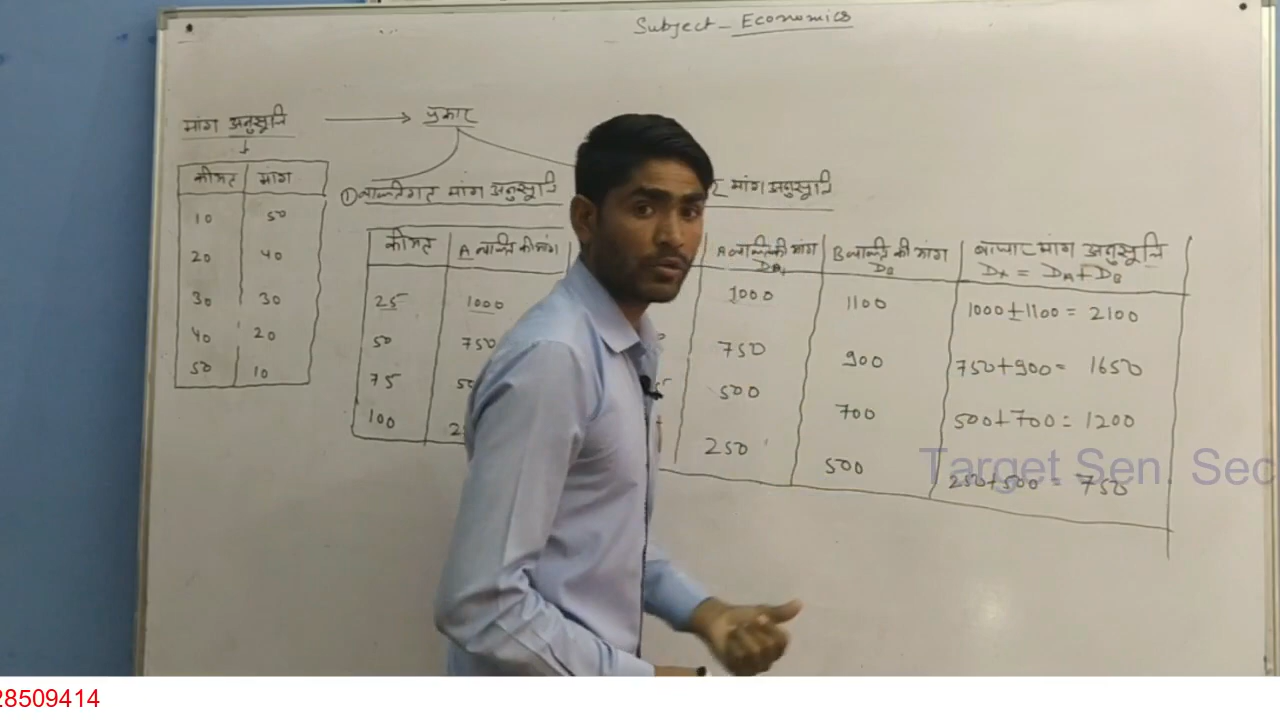 Subject - Economics
मांग अनुसूचि → प्रकार
कीमत मांग
10 50
20 40
30 30
40 20
50 10
① व्यक्तिगत मांग अनुसूचि
कीमत A व्यक्ति की मांग
25 1000
50 750
75
100
मांग अनुसूचि
A व्यक्ति की मांग B व्यक्ति की मांग बाजार मांग अनुसूचि
DA DB Dx = DA + DB
1000 1100 1000+1100 = 2100
750 900 750+900 = 1650
500 700 500+700 = 1200
250 500 250+500 = 750
Target Sen. Sec
28509414